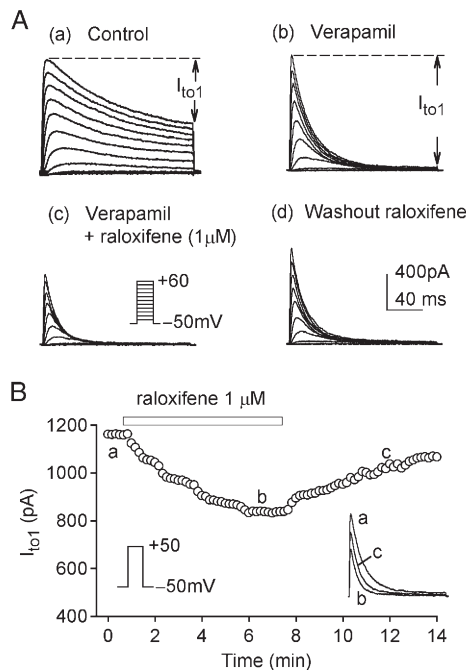 A
(a) Control
(b) Verapamil
Ito1
Ito1
(c) Verapamil
+ raloxifene (1μM)
(d) Washout raloxifene
+60
−50mV
400pA
40 ms
B
raloxifene 1 μM
1200
1000
800
600
400
Ito1 (pA)
a
b
c
+50
−50mV
a
c
b
0 2 4 6 8 10 12 14
Time (min)